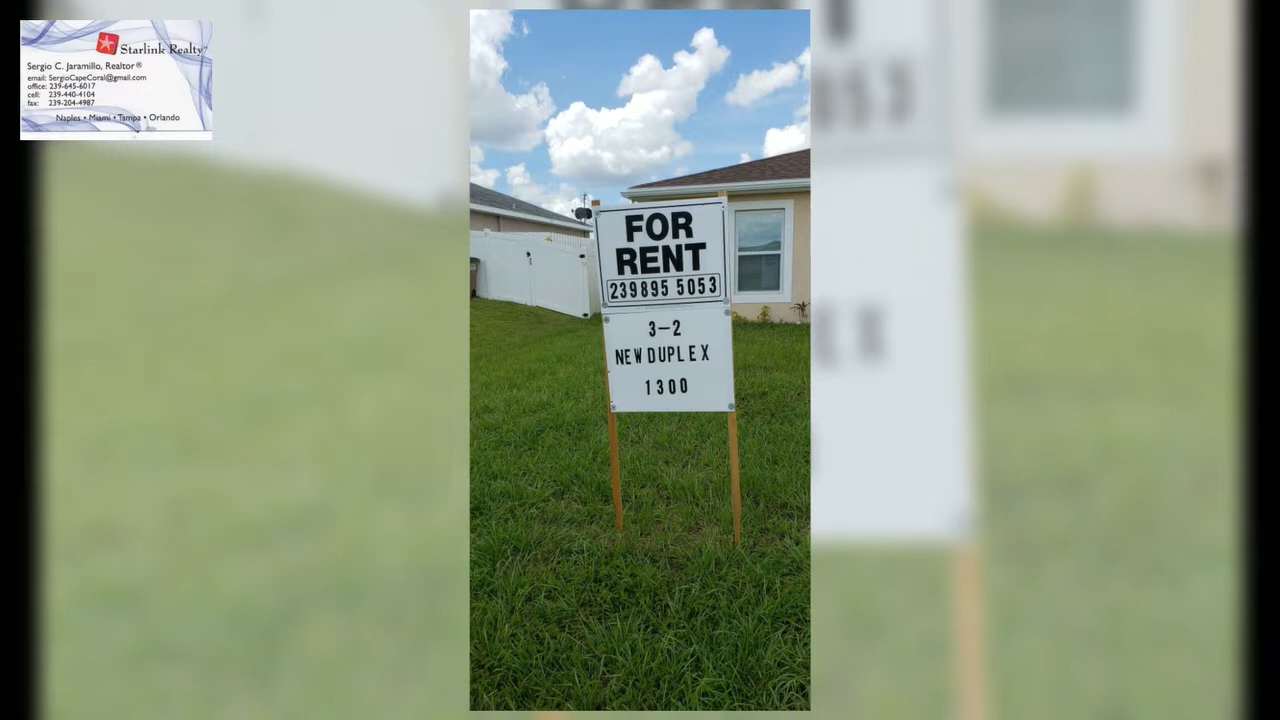 Starlink Realty
Sergio C. Jaramillo, Realtor®
email: SergioCapeCoral@gmail.com
office: 239-645-6017
cell: 239-440-4104
fax: 239-204-4987
Naples • Miami • Tampa • Orlando
FOR
RENT
239895 5053
3-2
NEW DUPLEX
1300